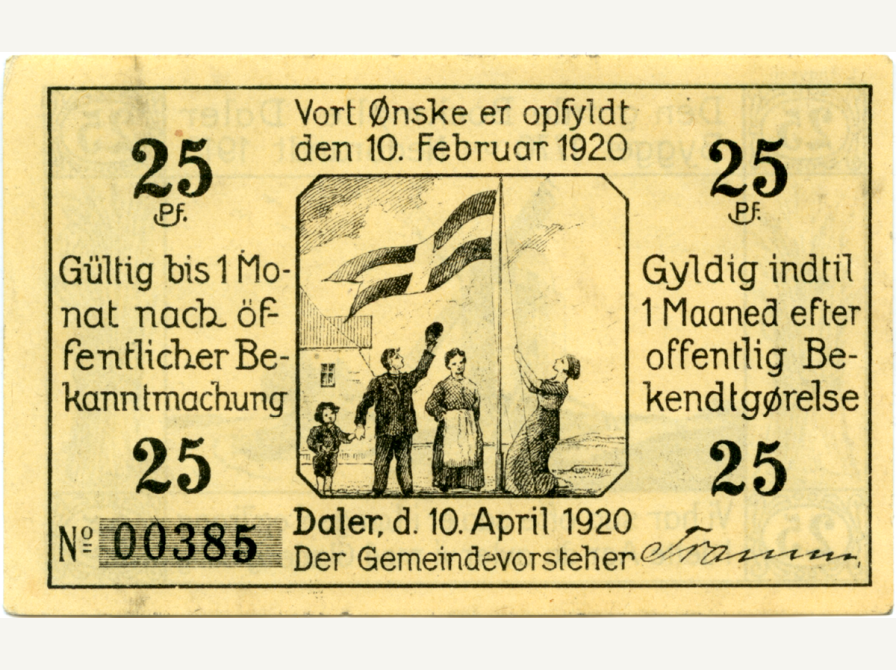 Vort Ønske er opfyldt
den 10. Februar 1920
25
Pf.
25
Pf.
Gültig bis 1 Mo-
nat nach öf-
fentlicher Be-
kanntmachung
Gyldig indtil
1 Maaned efter
offentlig Be-
kendtgørelse
25
25
No 00385
Daler, d. 10. April 1920
Der Gemeindevorsteher